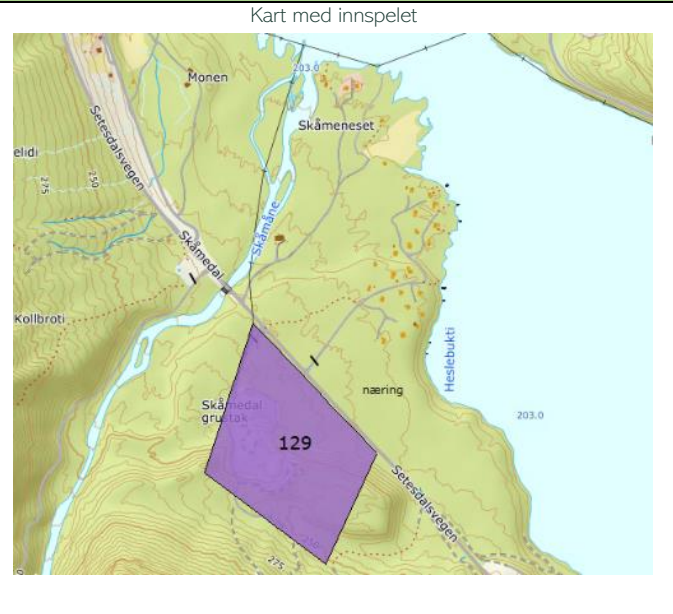 Kart med innspelet
203.0
Monen
Skåmeneset
elidi
Setesdalsvegen
275
250
Skåmåne
Skåmedal
Kollbroti
Heslebukti
næring
Skåmedal
grustak
203.0
129
Setesdalsvegen
250
275